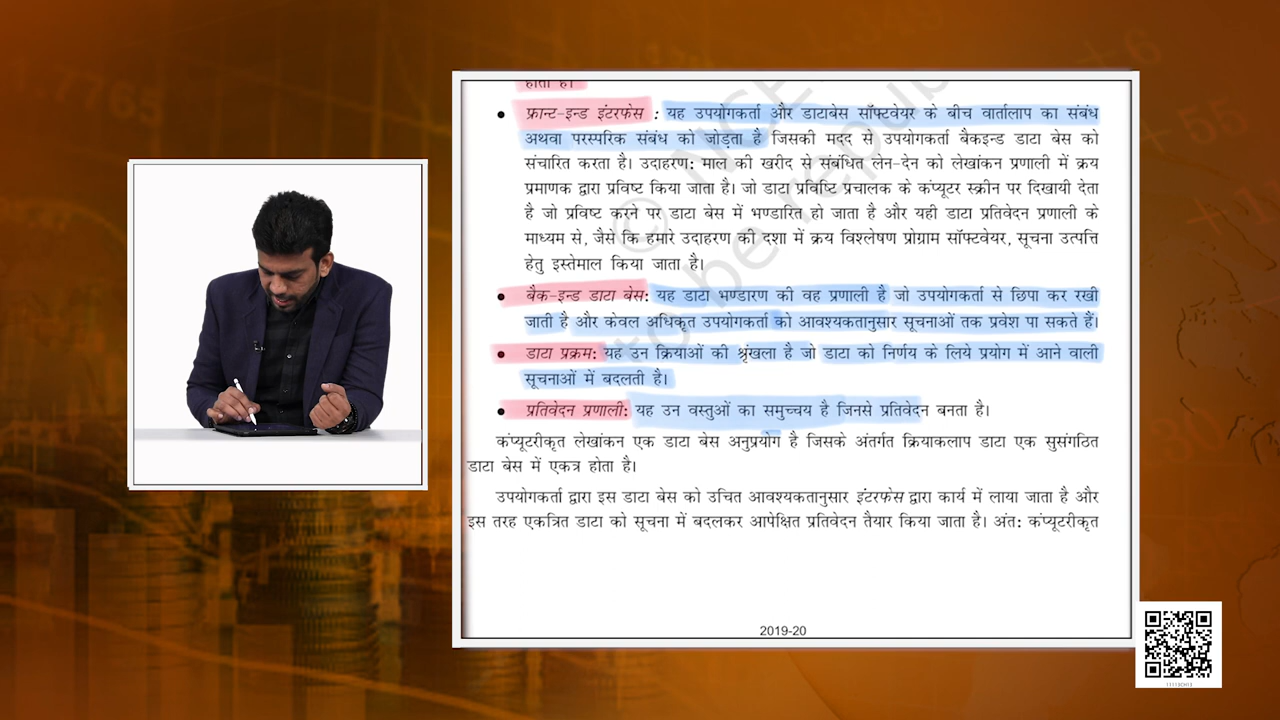 होता है।
• फ्रान्ट-इन्ड इंटरफेस : यह उपयोगकर्ता और डाटाबेस सॉफ्टवेयर के बीच वार्तालाप का संबंध
अथवा परस्परिक संबंध को जोड़ता है जिसकी मदद से उपयोगकर्ता बैकइन्ड डाटा बेस को
संचारित करता है। उदाहरण: माल की खरीद से संबंधित लेन-देन को लेखांकन प्रणाली में क्रय
प्रमाणक द्वारा प्रविष्ट किया जाता है। जो डाटा प्रविष्टि प्रचालक के कंप्यूटर स्क्रीन पर दिखायी देता
है जो प्रविष्ट करने पर डाटा बेस में भण्डारित हो जाता है और यही डाटा प्रतिवेदन प्रणाली के
माध्यम से, जैसे कि हमारे उदाहरण की दशा में क्रय विश्लेषण प्रोग्राम सॉफ्टवेयर, सूचना उत्पत्ति
हेतु इस्तेमाल किया जाता है।
• बैक-इन्ड डाटा बेस: यह डाटा भण्डारण की वह प्रणाली है जो उपयोगकर्ता से छिपा कर रखी
जाती है और केवल अधिकृत उपयोगकर्ता को आवश्यकतानुसार सूचनाओं तक प्रवेश पा सकते हैं।
• डाटा प्रक्रम: यह उन क्रियाओं की श्रृंखला है जो डाटा को निर्णय के लिये प्रयोग में आने वाली
सूचनाओं में बदलती है।
• प्रतिवेदन प्रणाली: यह उन वस्तुओं का समुच्चय है जिनसे प्रतिवेदन बनता है।
कंप्यूटरीकृत लेखांकन एक डाटा बेस अनुप्रयोग है जिसके अंतर्गत क्रियाकलाप डाटा एक सुसंगठित
डाटा बेस में एकत्र होता है।
उपयोगकर्ता द्वारा इस डाटा बेस को उचित आवश्यकतानुसार इंटरफेस द्वारा कार्य में लाया जाता है और
इस तरह एकत्रित डाटा को सूचना में बदलकर आपेक्षित प्रतिवेदन तैयार किया जाता है। अंत: कंप्यूटरीकृत
2019-20